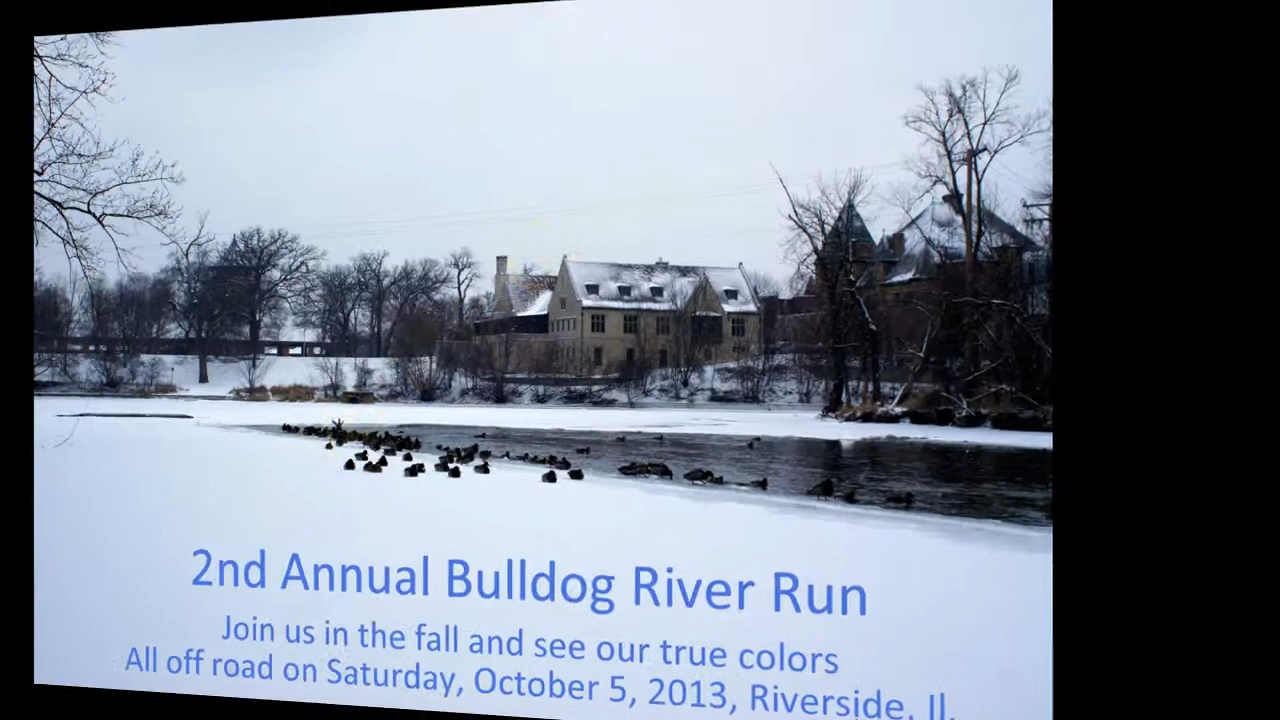 2nd Annual Bulldog River Run
Join us in the fall and see our true colors
All off road on Saturday, October 5, 2013, Riverside, Il.